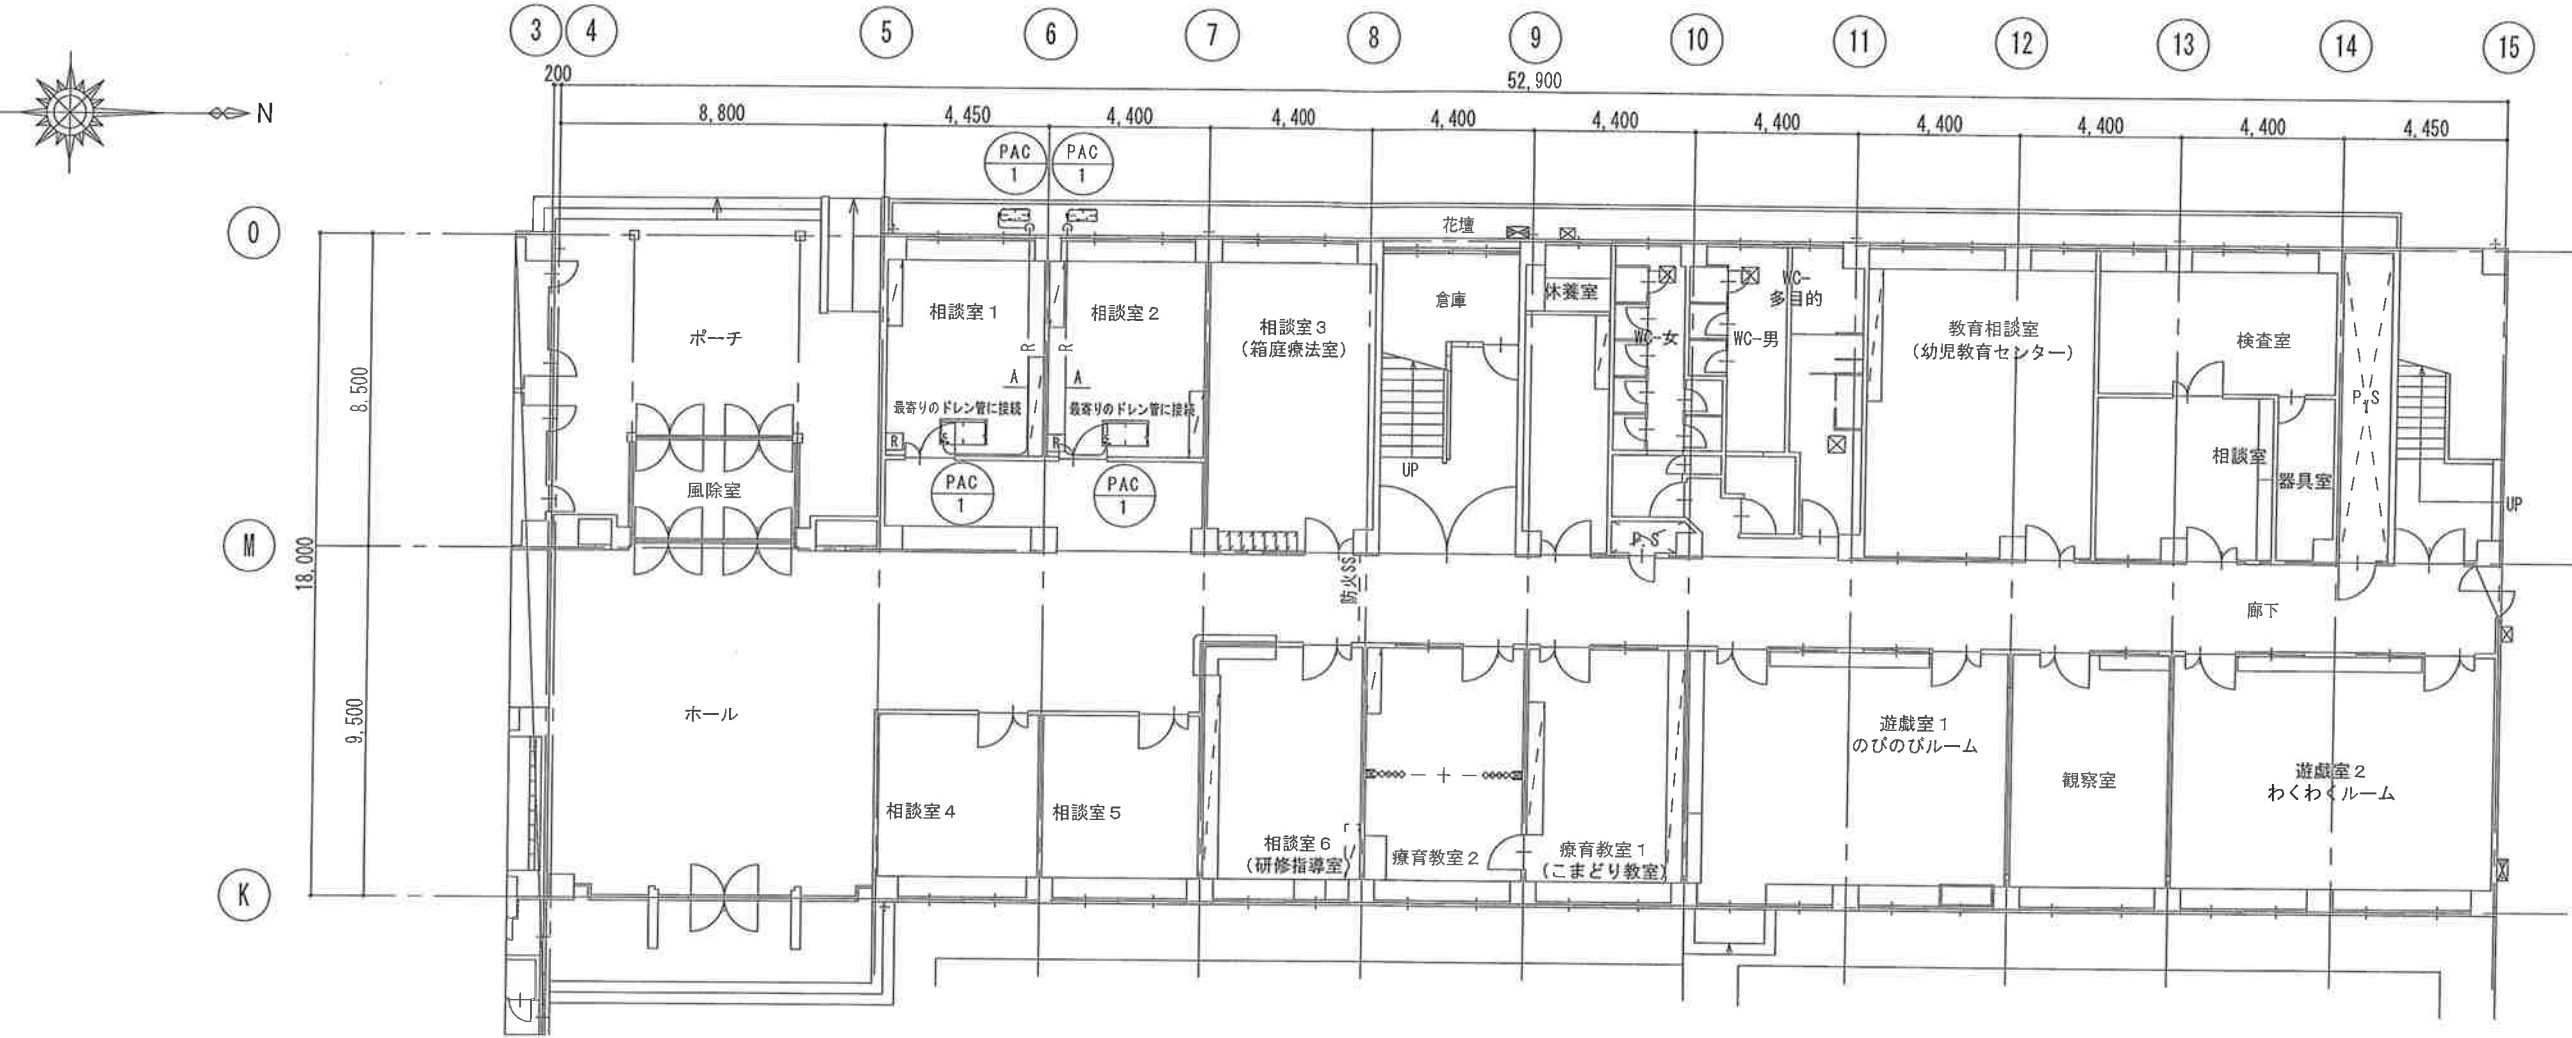 3 4 5 6 7 8 9 10 11 12 13 14 15
200
52,900
8,800 4,450 4,400 4,400 4,400 4,400 4,400 4,400 4,400 4,400 4,450
N
PAC
1
PAC
1
O
花壇
相談室1
相談室2
相談室3
(箱庭療法室)
倉庫
休養室
WC-女
WC-男
WC-
多目的
教育相談室
(幼児教育センター)
検査室
P.S
ポーチ
R
R
A
A
最寄りのドレン管に接続
最寄りのドレン管に接続
R
R
S
S
UP
相談室
器具室
UP
風除室
PAC
1
PAC
1
P.S
8.500
M
18,000
防火SS
廊下
9,500
ホール
相談室4
相談室5
相談室6
(研修指導室)
療育教室2
療育教室1
(こまどり教室)
遊戯室1
のびのびルーム
観察室
遊戯室2
わくわくルーム
K